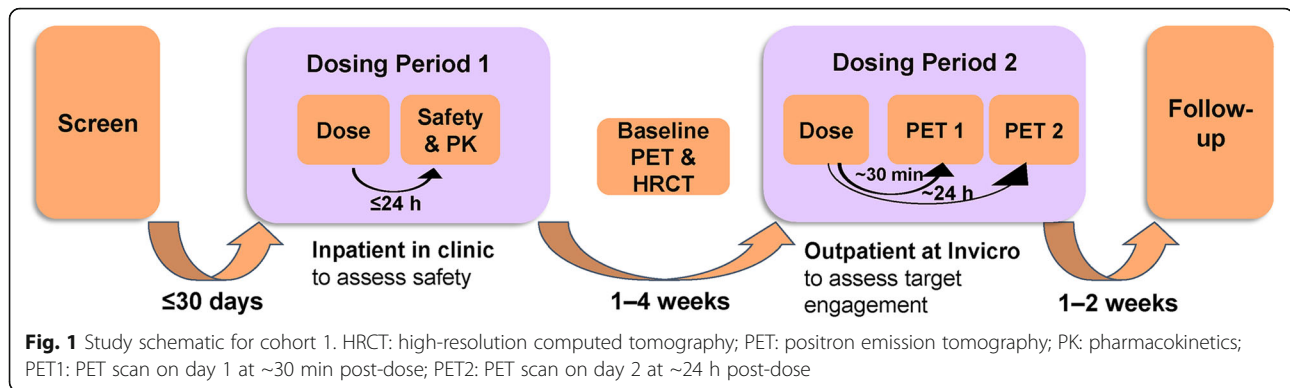 Screen
≤30 days
Dosing Period 1
Dose
Safety
& PK
≤24 h
Inpatient in clinic
to assess safety
Baseline
PET &
HRCT
1–4 weeks
Dosing Period 2
Dose
PET 1
PET 2
~30 min
~24 h
Outpatient at Invicro
to assess target
engagement
1–2 weeks
Follow-
up
Fig. 1 Study schematic for cohort 1. HRCT: high-resolution computed tomography; PET: positron emission tomography; PK: pharmacokinetics;
PET1: PET scan on day 1 at ~30 min post-dose; PET2: PET scan on day 2 at ~24 h post-dose